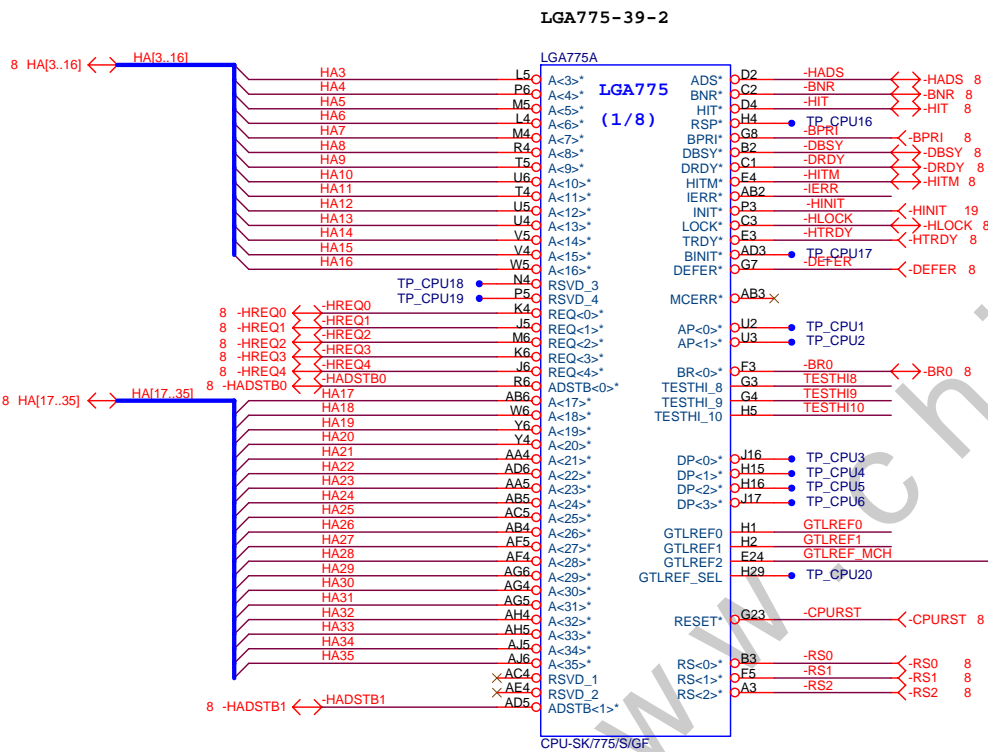 LGA775-39-2
LGA775A
LGA775
(1/8)
8 HA[3..16] HA[3..16]
HA3 L5 A<3>* ADS* D2 -HADS -HADS 8
HA4 P6 A<4>* BNR* C2 -BNR -BNR 8
HA5 M5 A<5>* HIT* D4 -HIT -HIT 8
HA6 L4 A<6>* RSP* H4 TP_CPU16
HA7 M4 A<7>* BPRI* G8 -BPRI -BPRI 8
HA8 R4 A<8>* DBSY* B2 -DBSY -DBSY 8
HA9 T5 A<9>* DRDY* C1 -DRDY -DRDY 8
HA10 U6 A<10>* HITM* E4 -HITM -HITM 8
HA11 T4 A<11>* IERR* AB2 -IERR
HA12 U5 A<12>* INIT* P3 -HINIT -HINIT 19
HA13 U4 A<13>* LOCK* C3 -HLOCK -HLOCK 8
HA14 V5 A<14>* TRDY* E3 -HTRDY -HTRDY 8
HA15 V4 A<15>* BINIT* AD3 TP_CPU17
HA16 W5 A<16>* DEFER* G7 -DEFER -DEFER 8
TP_CPU18 N4 RSVD_3
TP_CPU19 P5 RSVD_4 MCERR* AB3
8 -HREQ0 -HREQ0 K4 REQ<0>*
8 -HREQ1 -HREQ1 J5 REQ<1>* AP<0>* U2 TP_CPU1
8 -HREQ2 -HREQ2 M6 REQ<2>* AP<1>* U3 TP_CPU2
8 -HREQ3 -HREQ3 K6 REQ<3>*
8 -HREQ4 -HREQ4 J6 REQ<4>* BR<0>* F3 -BR0 -BR0 8
8 -HADSTB0 -HADSTB0 R6 ADSTB<0>* TESTHI_8 G3 TESTHI8
8 HA[17..35] HA[17..35]
HA17 AB6 A<17>* TESTHI_9 G4 TESTHI9
HA18 W6 A<18>* TESTHI_10 H5 TESTHI10
HA19 Y6 A<19>*
HA20 Y4 A<20>*
HA21 AA4 A<21>* DP<0>* J16 TP_CPU3
HA22 AD6 A<22>* DP<1>* H15 TP_CPU4
HA23 AA5 A<23>* DP<2>* H16 TP_CPU5
HA24 AB5 A<24>* DP<3>* J17 TP_CPU6
HA25 AC5 A<25>*
HA26 AB4 A<26>* GTLREF0 H1 GTLREF0
HA27 AF5 A<27>* GTLREF1 H2 GTLREF1
HA28 AF4 A<28>* GTLREF2 E24 GTLREF_MCH
HA29 AG6 A<29>* GTLREF_SEL H29 TP_CPU20
HA30 AG4 A<30>*
HA31 AG5 A<31>*
HA32 AH4 A<32>* RESET* G23 -CPURST -CPURST 8
HA33 AH5 A<33>*
HA34 AJ5 A<34>*
HA35 AJ6 A<35>* RS<0>* B3 -RS0 -RS0 8
AC4 RSVD_1 RS<1>* F5 -RS1 -RS1 8
AE4 RSVD_2 RS<2>* A3 -RS2 -RS2 8
8 -HADSTB1 -HADSTB1 AD5 ADSTB<1>*
CPU-SK/775/S/GF
w w . c h i